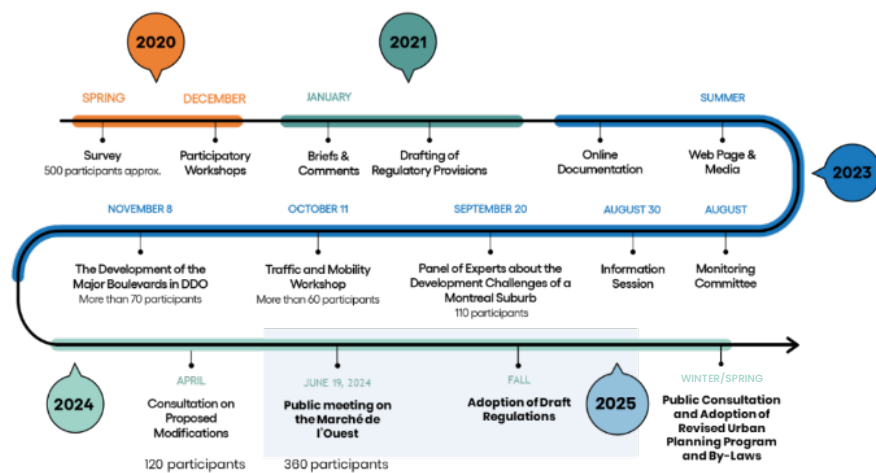 2020
2021
SPRING
DECEMBER
JANUARY
SUMMER
Survey
500 participants approx.
Participatory
Workshops
Briefs &
Comments
Drafting of
Regulatory Provisions
Online
Documentation
Web Page &
Media
2023
NOVEMBER 8
OCTOBER 11
SEPTEMBER 20
AUGUST 30
AUGUST
The Development of the
Major Boulevards in DDO
More than 70 participants
Traffic and Mobility
Workshop
More than 60 participants
Panel of Experts about the
Development Challenges of a
Montreal Suburb
110 participants
Information
Session
Monitoring
Committee
2024
APRIL
Consultation on
Proposed
Modifications
120 participants
JUNE 19, 2024
Public meeting on
the Marché de
l'Ouest
360 participants
FALL
Adoption of Draft
Regulations
2025
WINTER/SPRING
Public Consultation
and Adoption of
Revised Urban
Planning Program
and By-Laws